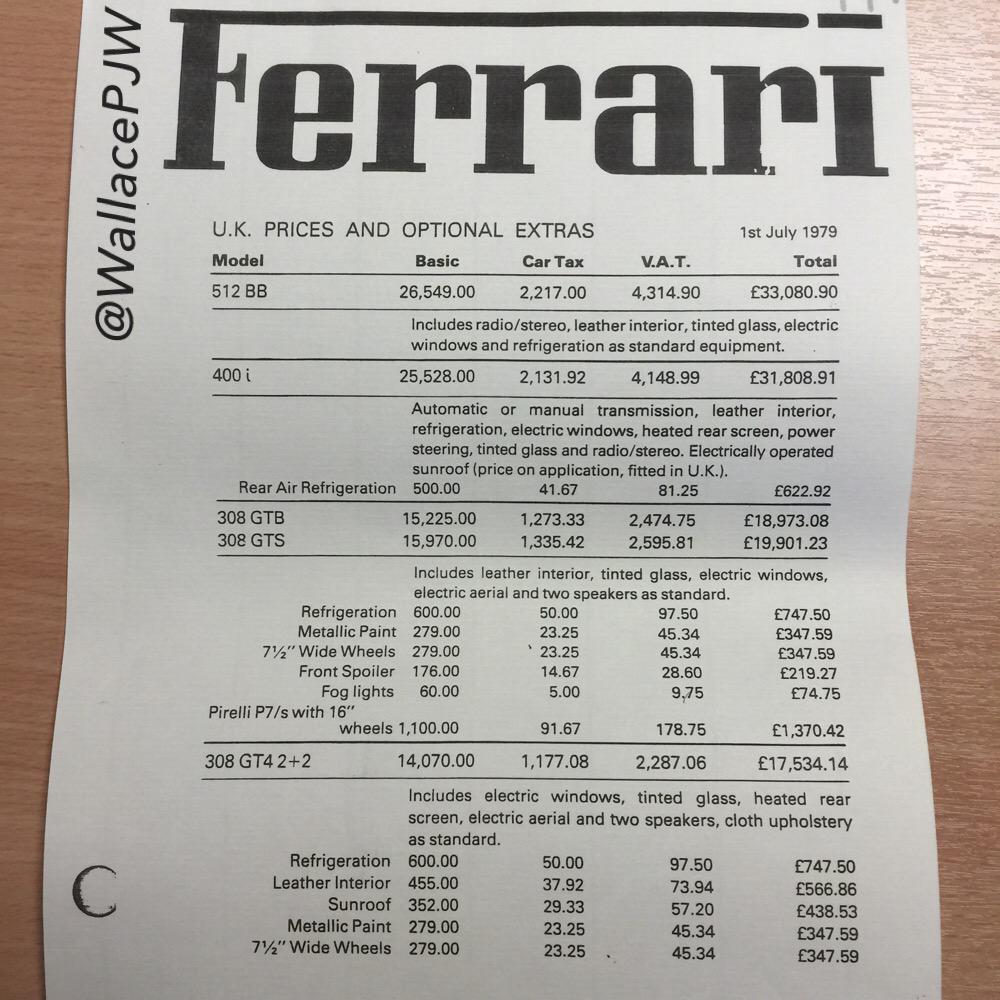 @WallacePJW
Ferrari
U.K. PRICES AND OPTIONAL EXTRAS 1st July 1979
Model Basic Car Tax V.A.T. Total
512 BB 26,549.00 2,217.00 4,314.90 £33,080.90
Includes radio/stereo, leather interior, tinted glass, electric
windows and refrigeration as standard equipment.
400 i 25,528.00 2,131.92 4,148.99 £31,808.91
Automatic or manual transmission, leather interior,
refrigeration, electric windows, heated rear screen, power
steering, tinted glass and radio/stereo. Electrically operated
sunroof (price on application, fitted in U.K.).
Rear Air Refrigeration 500.00 41.67 81.25 £622.92
308 GTB 15,225.00 1,273.33 2,474.75 £18,973.08
308 GTS 15,970.00 1,335.42 2,595.81 £19,901.23
Includes leather interior, tinted glass, electric windows,
electric aerial and two speakers as standard.
Refrigeration 600.00 50.00 97.50 £747.50
Metallic Paint 279.00 23.25 45.34 £347.59
7½" Wide Wheels 279.00 23.25 45.34 £347.59
Front Spoiler 176.00 14.67 28.60 £219.27
Fog lights 60.00 5.00 9.75 £74.75
Pirelli P7/s with 16"
wheels 1,100.00 91.67 178.75 £1,370.42
308 GT4 2+2 14,070.00 1,177.08 2,287.06 £17,534.14
Includes electric windows, tinted glass, heated rear
screen, electric aerial and two speakers, cloth upholstery
as standard.
Refrigeration 600.00 50.00 97.50 £747.50
Leather Interior 455.00 37.92 73.94 £566.86
Sunroof 352.00 29.33 57.20 £438.53
Metallic Paint 279.00 23.25 45.34 £347.59
7½" Wide Wheels 279.00 23.25 45.34 £347.59